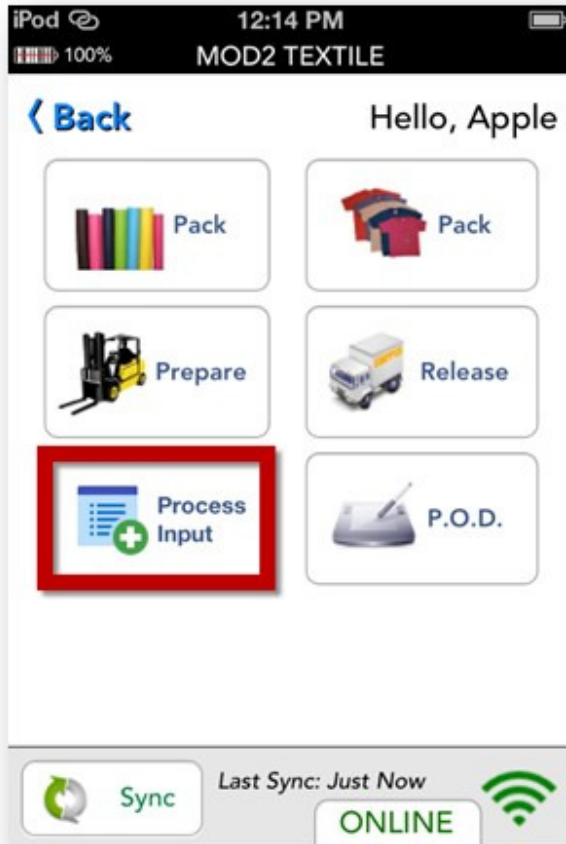 iPod 12:14 PM
100% MOD2 TEXTILE
Back Hello, Apple
Pack Pack
Prepare Release
Process
Input
P.O.D.
Sync Last Sync: Just Now
ONLINE